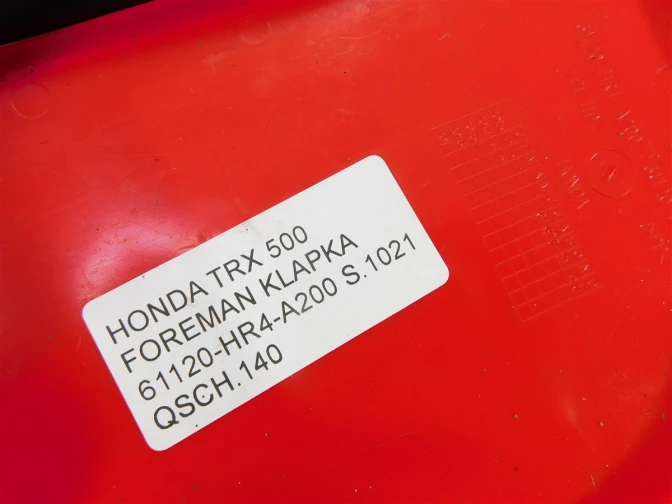 HONDA TRX 500
FOREMAN KLAPKA
61120-HR4-A200 S.1021
QSCH.140